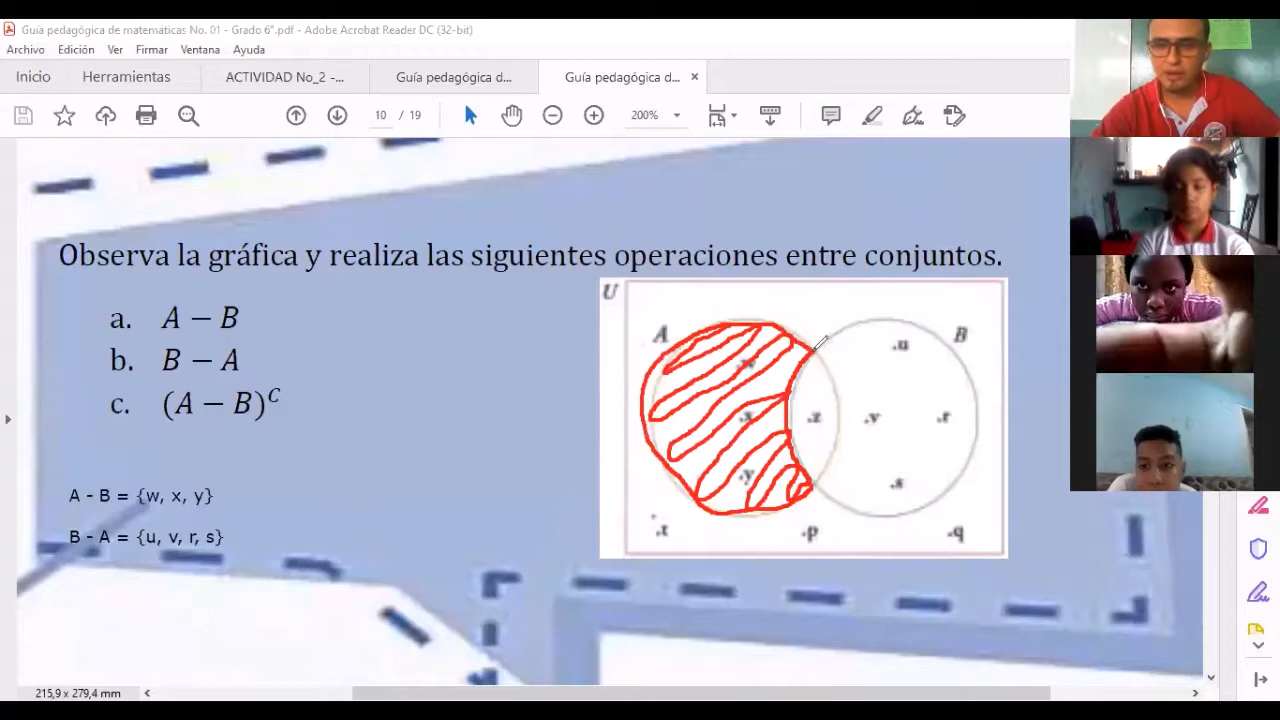 Guía pedagógica de matemáticas No. 01 - Grado 6°.pdf - Adobe Acrobat Reader DC (32-bit)
Archivo Edición Ver Firmar Ventana Ayuda
Inicio Herramientas ACTIVIDAD No_2 -... Guía pedagógica d... Guía pedagógica d... ×
10 / 19 200%
Observa la gráfica y realiza las siguientes operaciones entre conjuntos.
a. A − B
b. B − A
c. (A − B)^C
A - B = {w, x, y}
B - A = {u, v, r, s}
U
A B
.w .u
.x .z .v .r
.y .s
.p .q
215,9 x 279,4 mm